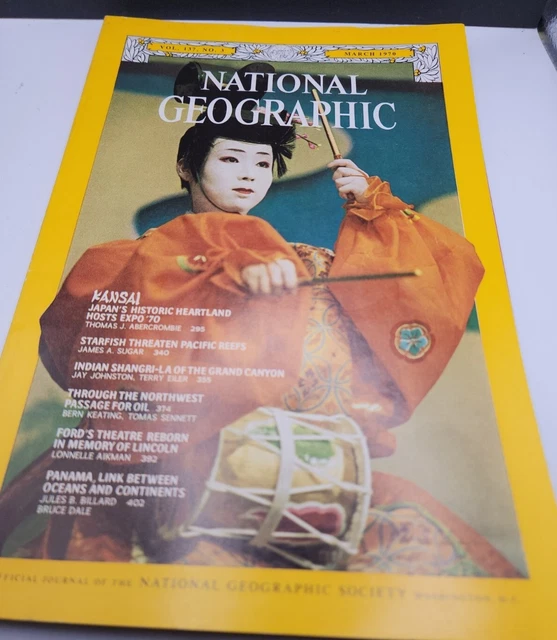 VOL. 137, NO. 3
MARCH 1970
NATIONAL
GEOGRAPHIC
KANSAI
JAPAN'S HISTORIC HEARTLAND
HOSTS EXPO '70
THOMAS J. ABERCROMBIE 295
STARFISH THREATEN PACIFIC REEFS
JAMES A. SUGAR 340
INDIAN SHANGRI-LA OF THE GRAND CANYON
JAY JOHNSTON, TERRY EILER 355
THROUGH THE NORTHWEST
PASSAGE FOR OIL 374
BERN KEATING, TOMAS SENNETT
FORD'S THEATRE REBORN
IN MEMORY OF LINCOLN
LONNELLE AIKMAN 392
PANAMA, LINK BETWEEN
OCEANS AND CONTINENTS
JULES B. BILLARD 402
BRUCE DALE
OFFICIAL JOURNAL OF THE NATIONAL GEOGRAPHIC SOCIETY WASHINGTON, D.C.